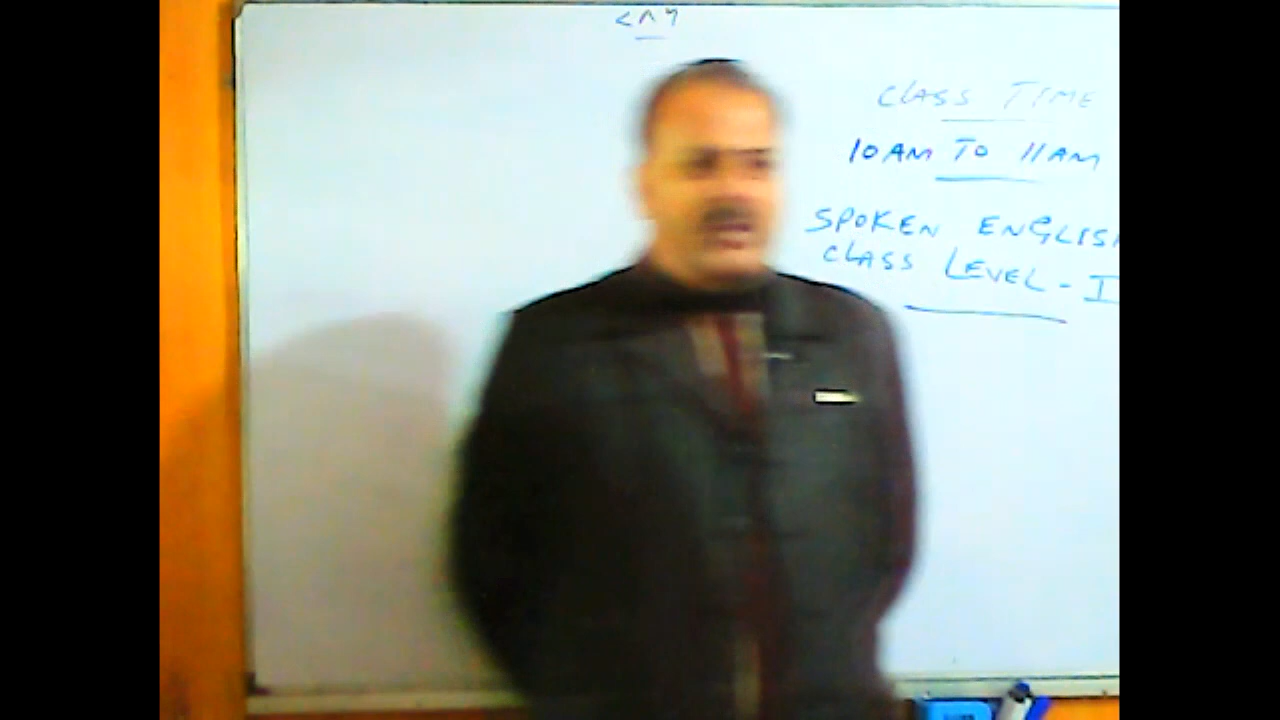 CLASS TIME
10AM TO 11AM
SPOKEN ENGLISH
CLASS LEVEL - I